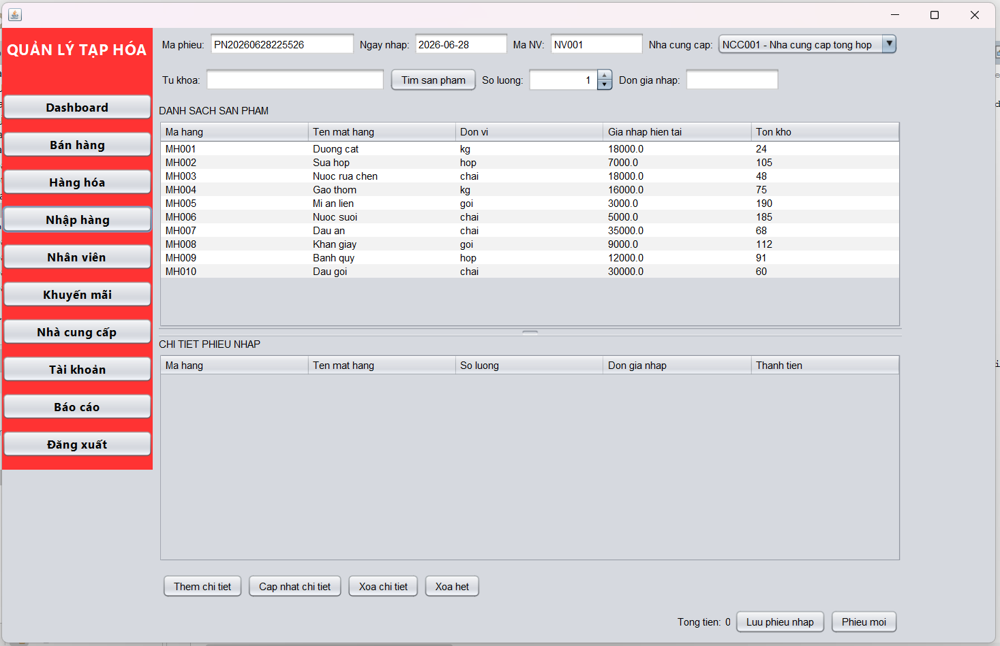 QUẢN LÝ TẠP HÓA
Dashboard
Bán hàng
Hàng hóa
Nhập hàng
Nhân viên
Khuyến mãi
Nhà cung cấp
Tài khoản
Báo cáo
Đăng xuất
Ma phieu: PN20260628225526 Ngay nhap: 2026-06-28 Ma NV: NV001 Nha cung cap: NCC001 - Nha cung cap tong hop
Tu khoa: Tim san pham So luong: 1 Don gia nhap:
DANH SACH SAN PHAM
Ma hang Ten mat hang Don vi Gia nhap hien tai Ton kho
MH001 Duong cat kg 18000.0 24
MH002 Sua hop hop 7000.0 105
MH003 Nuoc rua chen chai 18000.0 48
MH004 Gao thom kg 16000.0 75
MH005 Mi an lien goi 3000.0 190
MH006 Nuoc suoi chai 5000.0 185
MH007 Dau an chai 35000.0 68
MH008 Khan giay goi 9000.0 112
MH009 Banh quy hop 12000.0 91
MH010 Dau goi chai 30000.0 60
CHI TIET PHIEU NHAP
Ma hang Ten mat hang So luong Don gia nhap Thanh tien
Them chi tiet Cap nhat chi tiet Xoa chi tiet Xoa het
Tong tien: 0 Luu phieu nhap Phieu moi